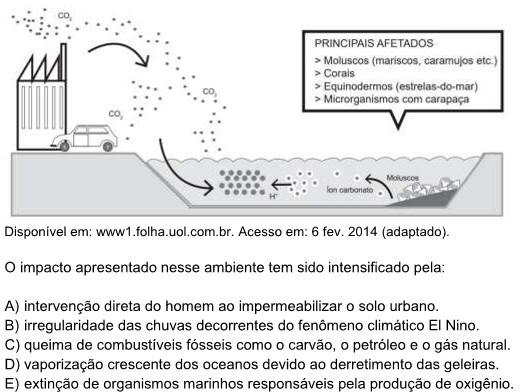 CO2
PRINCIPAIS AFETADOS
> Moluscos (mariscos, caramujos etc.)
> Corais
> Equinodermos (estrelas-do-mar)
> Microrganismos com carapaça
CO2
CO2
Moluscos
Íon carbonato
H+
Disponível em: www1.folha.uol.com.br. Acesso em: 6 fev. 2014 (adaptado).
O impacto apresentado nesse ambiente tem sido intensificado pela:
A) intervenção direta do homem ao impermeabilizar o solo urbano.
B) irregularidade das chuvas decorrentes do fenômeno climático El Nino.
C) queima de combustíveis fósseis como o carvão, o petróleo e o gás natural.
D) vaporização crescente dos oceanos devido ao derretimento das geleiras.
E) extinção de organismos marinhos responsáveis pela produção de oxigênio.